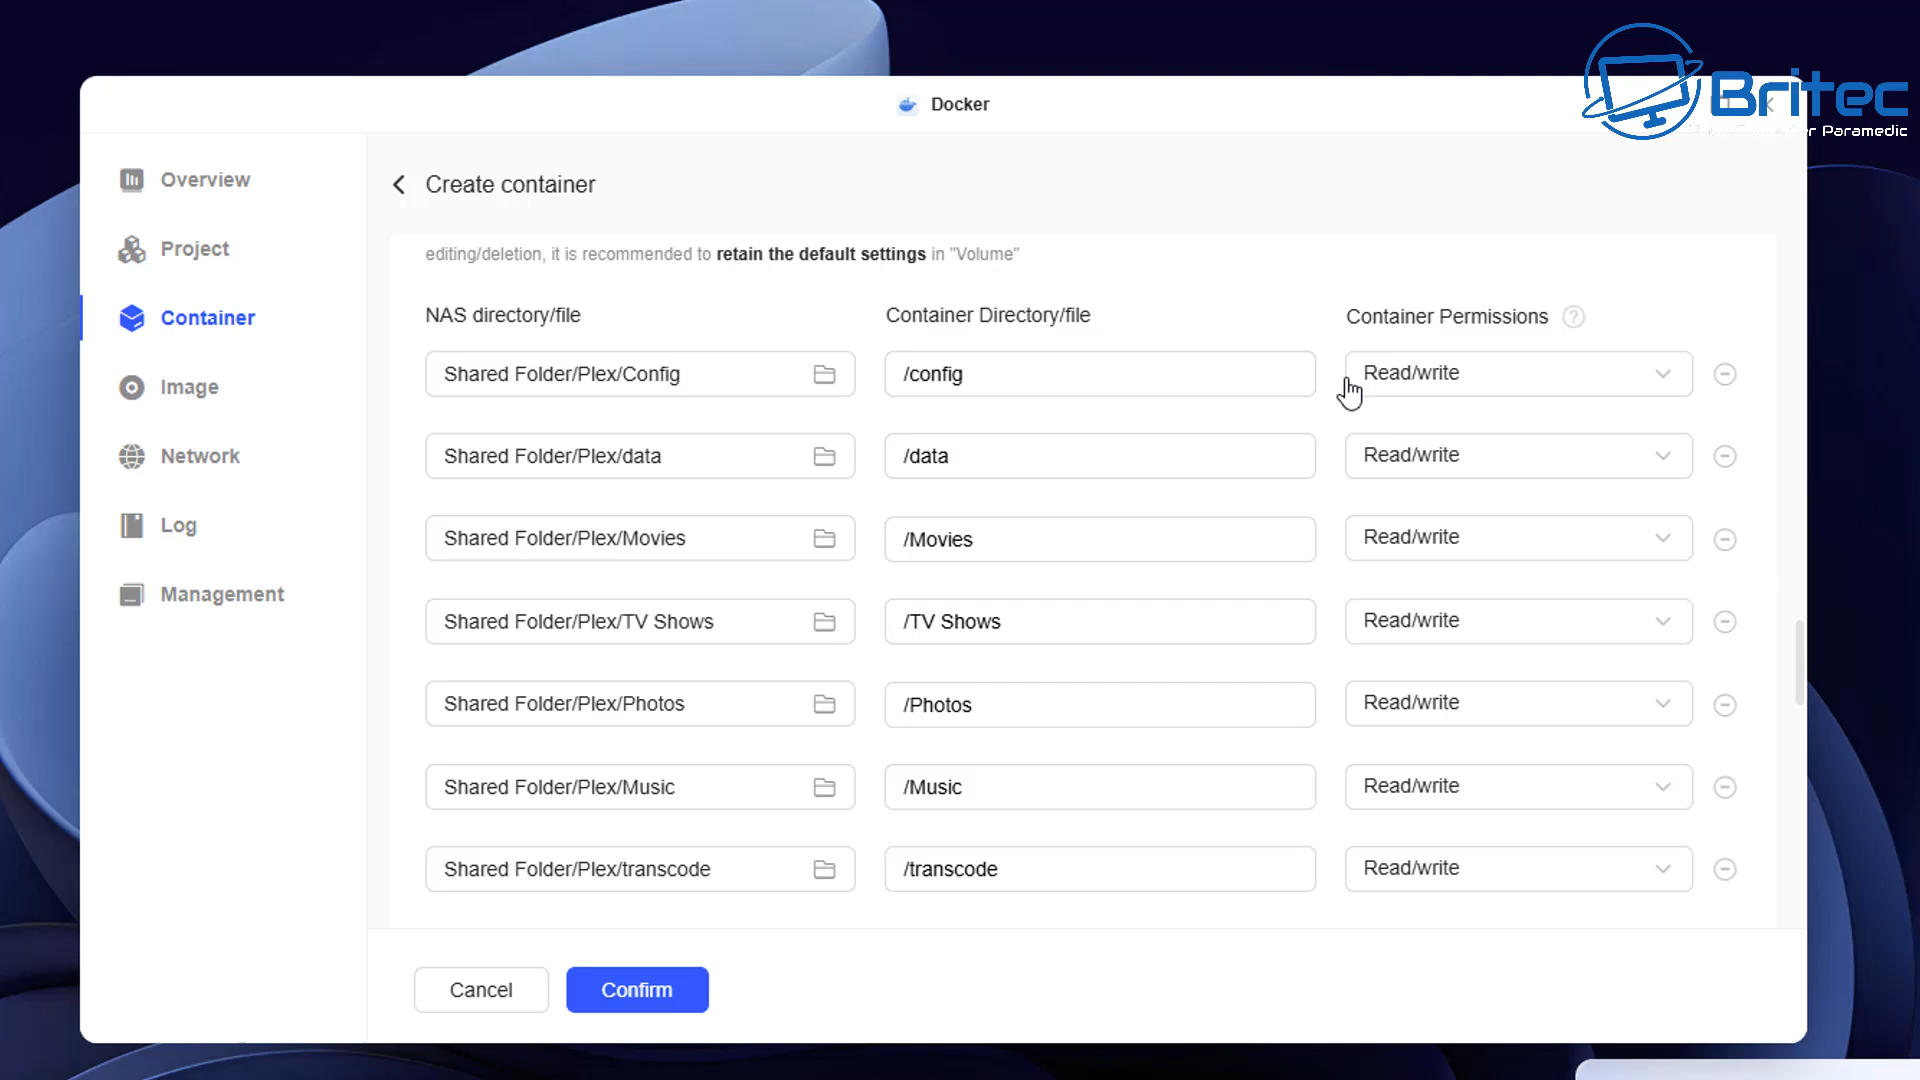 Docker
Britec
r Paramedic
Overview
Project
Container
Image
Network
Log
Management
Create container
editing/deletion, it is recommended to retain the default settings in "Volume"
NAS directory/file Container Directory/file Container Permissions ?
Shared Folder/Plex/Config /config Read/write
Shared Folder/Plex/data /data Read/write
Shared Folder/Plex/Movies /Movies Read/write
Shared Folder/Plex/TV Shows /TV Shows Read/write
Shared Folder/Plex/Photos /Photos Read/write
Shared Folder/Plex/Music /Music Read/write
Shared Folder/Plex/transcode /transcode Read/write
Cancel Confirm